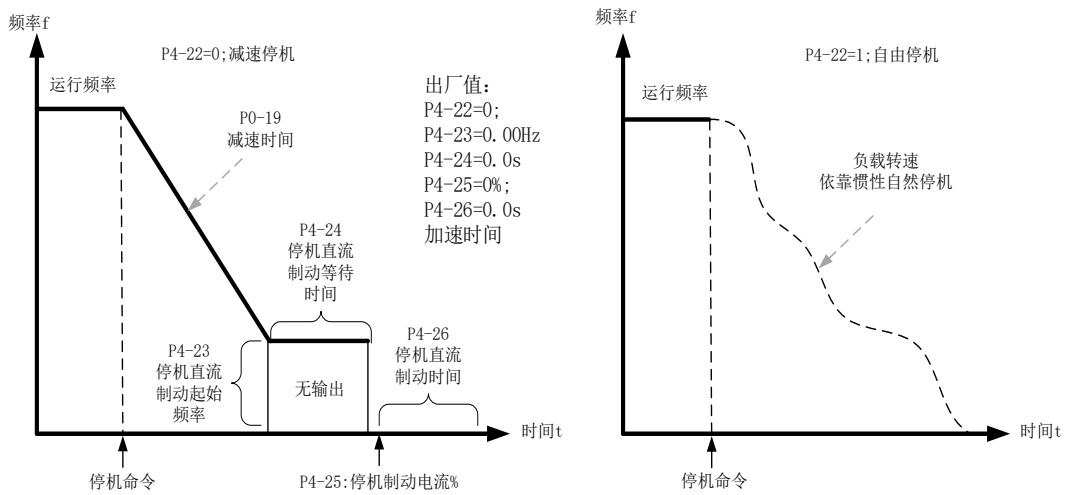 频率f
P4-22=0;减速停机
运行频率
P0-19
减速时间
出厂值:
P4-22=0;
P4-23=0.00Hz
P4-24=0.0s
P4-25=0%;
P4-26=0.0s
加速时间
P4-24
停机直流
制动等待
时间
P4-23
停机直流
制动起始
频率
无输出
P4-26
停机直流
制动时间
时间t
停机命令
P4-25:停机制动电流%
频率f
P4-22=1;自由停机
运行频率
负载转速
依靠惯性自然停机
时间t
停机命令